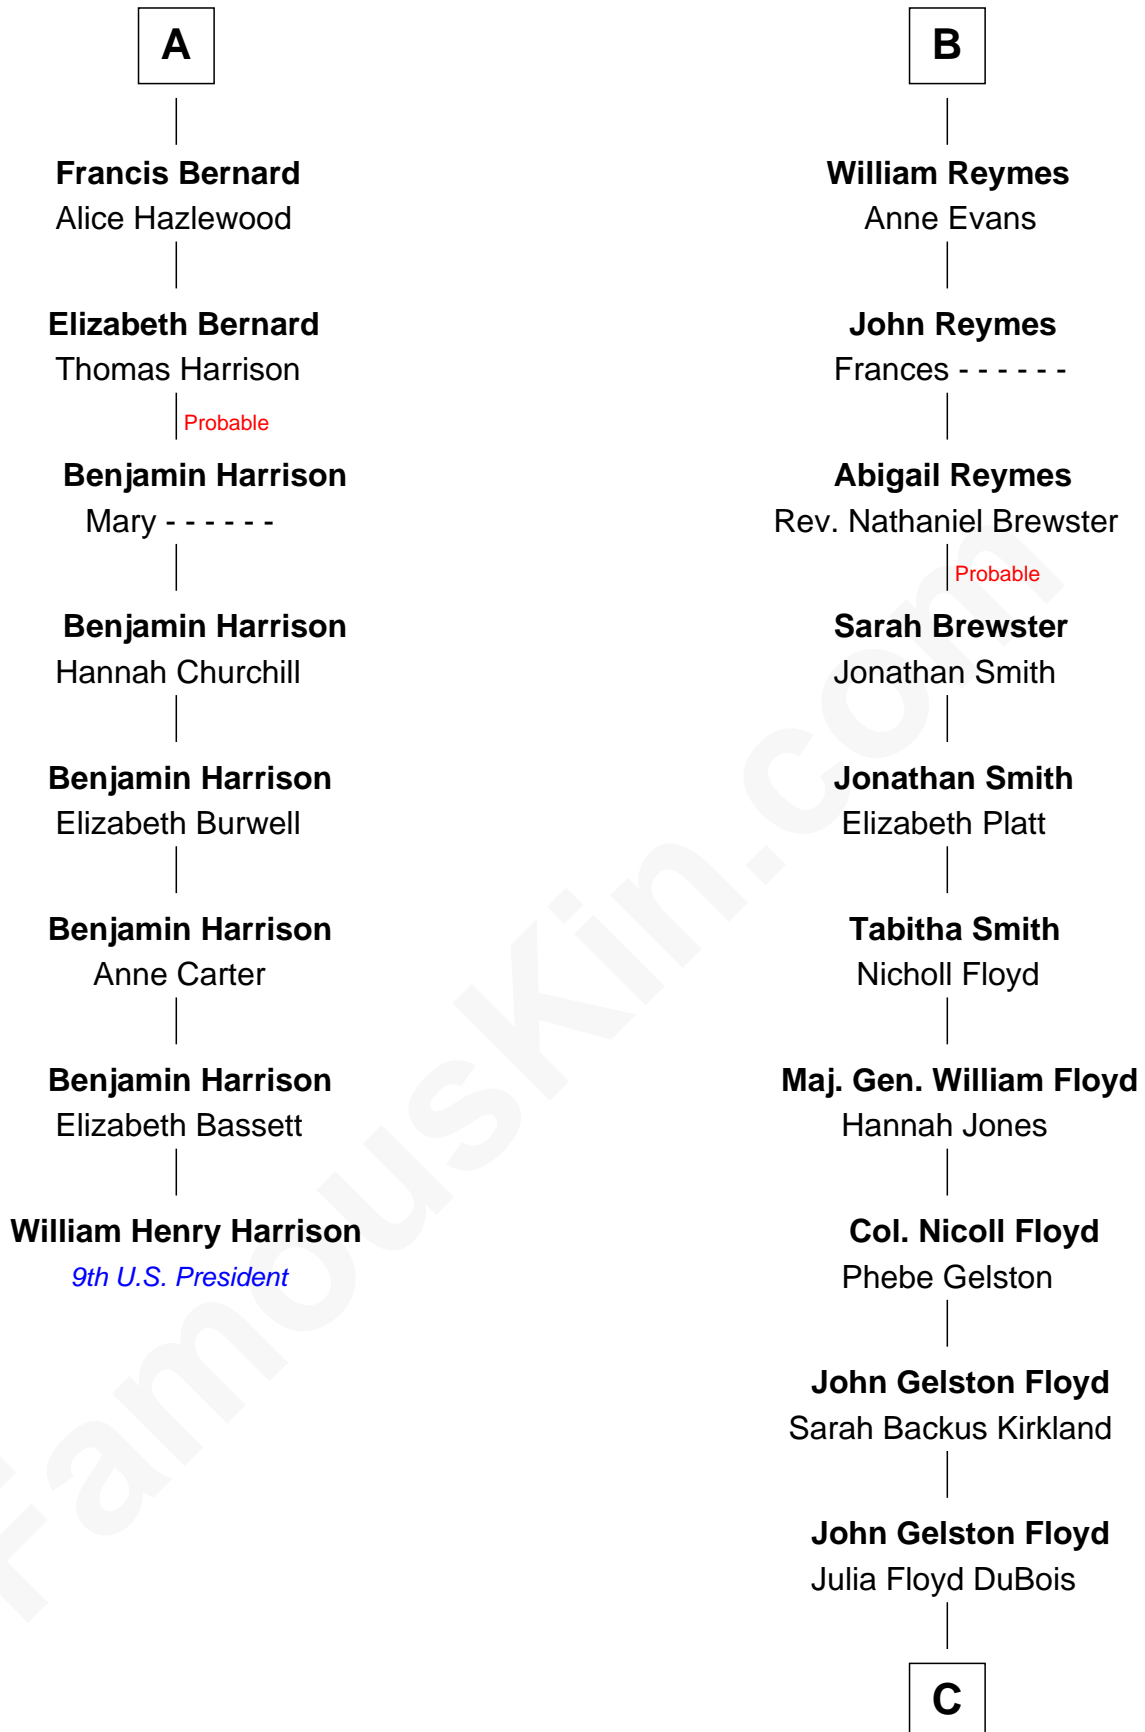 A
Francis Bernard
Alice Hazlewood
Elizabeth Bernard
Thomas Harrison
Probable
Benjamin Harrison
Mary - - - - - -
Benjamin Harrison
Hannah Churchill
Benjamin Harrison
Elizabeth Burwell
Benjamin Harrison
Anne Carter
Benjamin Harrison
Elizabeth Bassett
William Henry Harrison
9th U.S. President
B
William Reymes
Anne Evans
John Reymes
Frances - - - - - -
Abigail Reymes
Rev. Nathaniel Brewster
Probable
Sarah Brewster
Jonathan Smith
Jonathan Smith
Elizabeth Platt
Tabitha Smith
Nicholl Floyd
Maj. Gen. William Floyd
Hannah Jones
Col. Nicoll Floyd
Phebe Gelston
John Gelston Floyd
Sarah Backus Kirkland
John Gelston Floyd
Julia Floyd DuBois
C
FamousKin.com